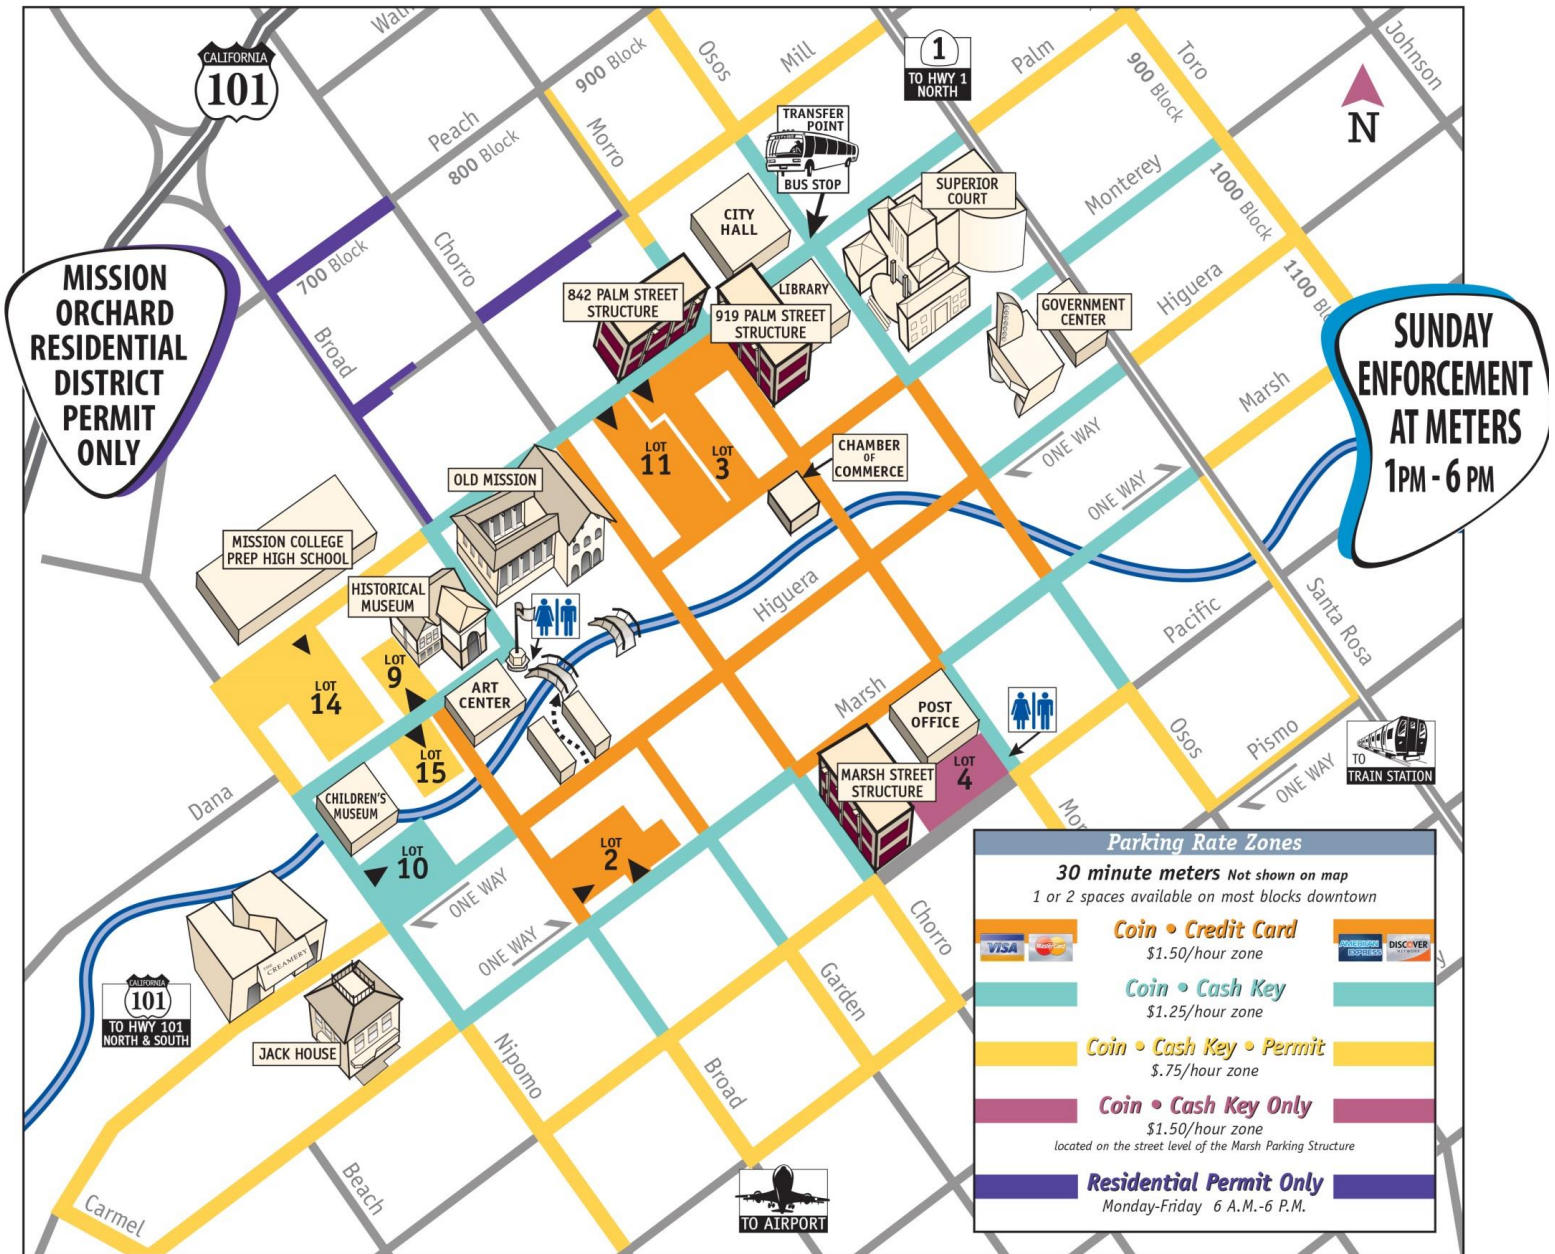 CALIFORNIA
101
Peach
900 Block
800 Block
700 Block
Osos
Mill
Morro
1
TO HWY 1
NORTH
Palm
Toro
900 Block
Johnson
N
TRANSFER
POINT
BUS STOP
SUPERIOR
COURT
Monterey
1000 Block
CITY
HALL
Chorro
Broad
MISSION
ORCHARD
RESIDENTIAL
DISTRICT
PERMIT
ONLY
842 PALM STREET
STRUCTURE
LIBRARY
919 PALM STREET
STRUCTURE
GOVERNMENT
CENTER
Higuera
1100
SUNDAY
ENFORCEMENT
AT METERS
1PM - 6 PM
Marsh
LOT
11
LOT
3
CHAMBER
OF
COMMERCE
ONE WAY
ONE WAY
OLD MISSION
MISSION COLLEGE
PREP HIGH SCHOOL
HISTORICAL
MUSEUM
Higuera
Pacific
Santa Rosa
LOT
14
LOT
9
ART
CENTER
LOT
15
Marsh
POST
OFFICE
Osos
Pismo
ONE WAY
TO
TRAIN STATION
Dana
CHILDREN'S
MUSEUM
MARSH STREET
STRUCTURE
LOT
4
LOT
10
LOT
2
ONE WAY
ONE WAY
THE
CREAMERY
CALIFORNIA
101
TO HWY 101
NORTH & SOUTH
JACK HOUSE
Chorro
Garden
Nipomo
Broad
Beach
Carmel
TO AIRPORT
Parking Rate Zones
30 minute meters Not shown on map
1 or 2 spaces available on most blocks downtown
Coin • Credit Card
$1.50/hour zone
VISA
MasterCard
AMERICAN
EXPRESS
DISCOVER
NETWORK
Coin • Cash Key
$1.25/hour zone
Coin • Cash Key • Permit
$.75/hour zone
Coin • Cash Key Only
$1.50/hour zone
located on the street level of the Marsh Parking Structure
Residential Permit Only
Monday-Friday 6 A.M.-6 P.M.